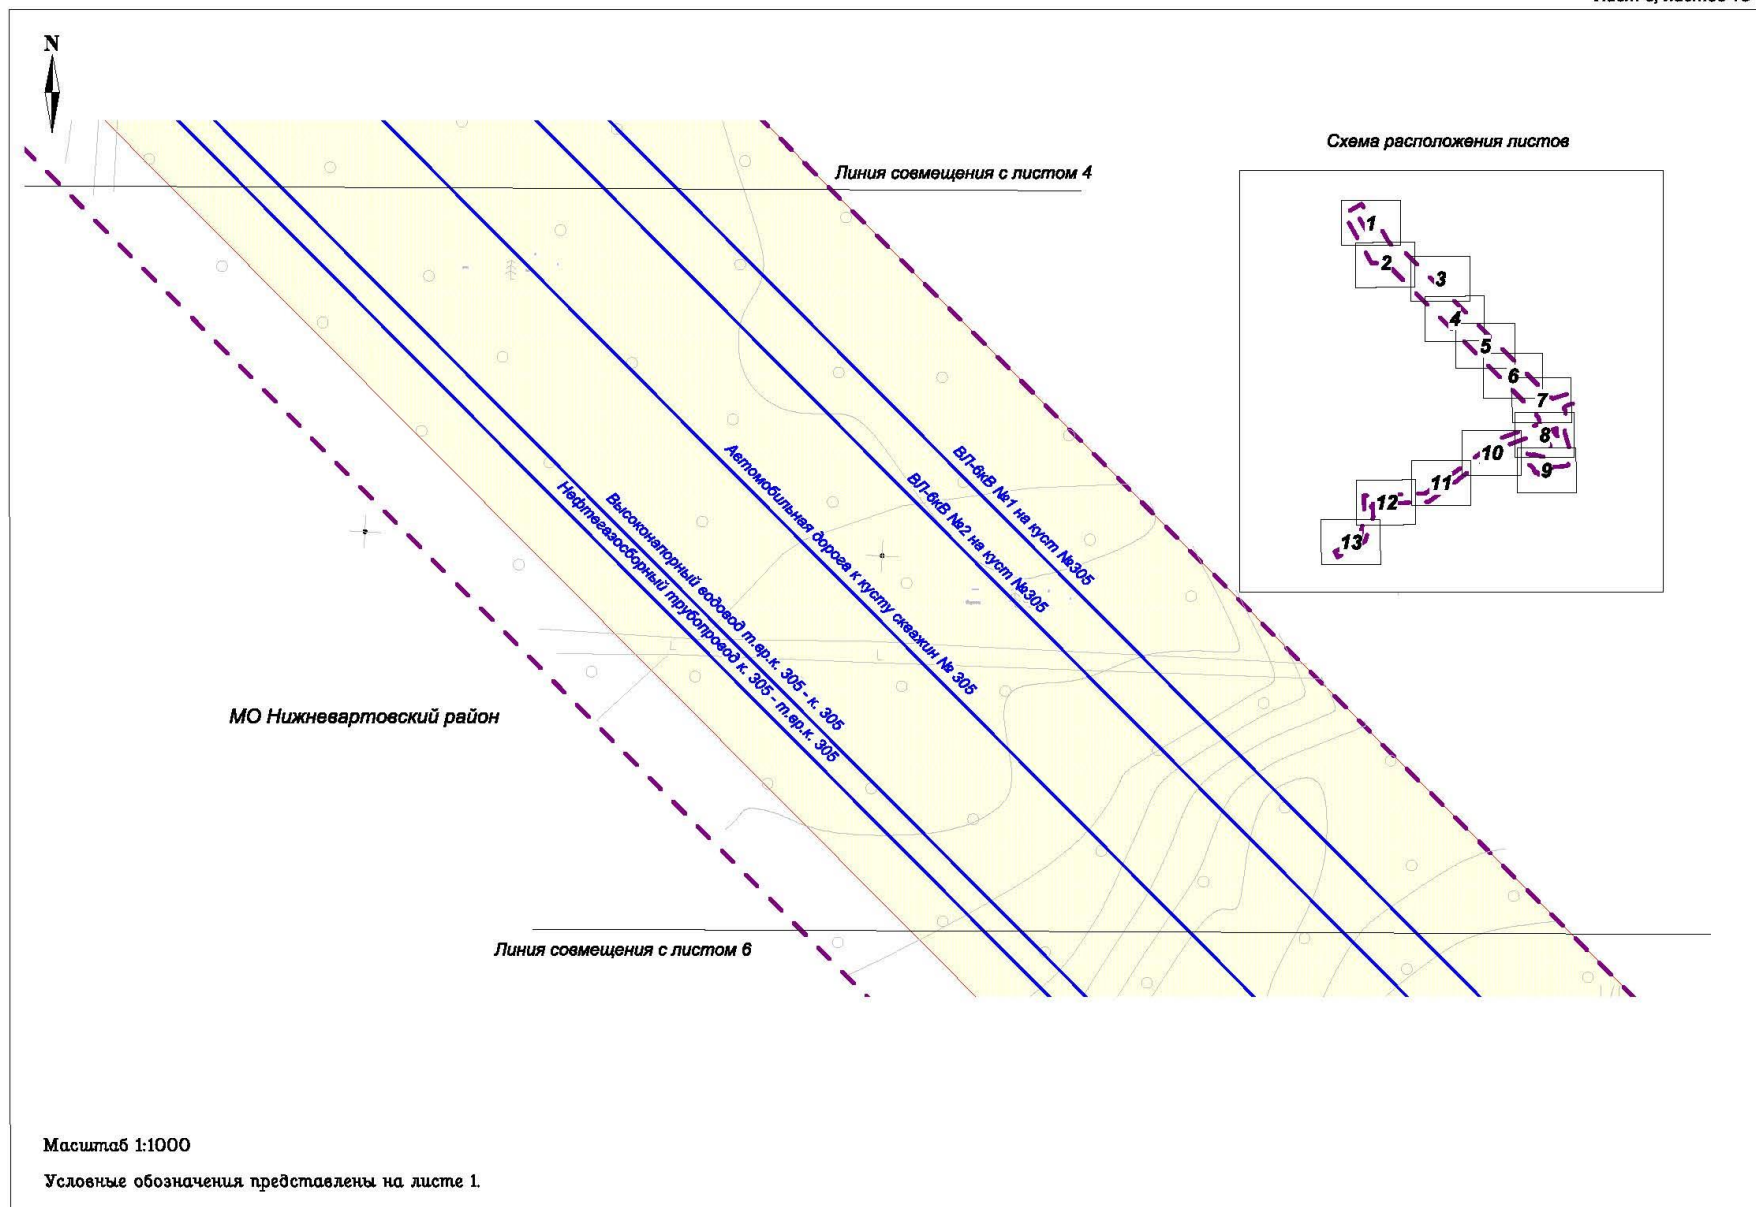 N
Линия совмещения с листом 4
Схема расположения листов
1
2
3
4
5
6
7
8
9
10
11
12
13
ВЛ-6кВ №1 на куст №305
ВЛ-6кВ №2 на куст №305
Автомобильная дорога к кусту скважин № 305
Высоконапорный водовод т.вр.к. 305 - к. 305
Нефтегазосборный трубопровод к. 305 - т.вр.к. 305
L
L
МО Нижневартовский район
Линия совмещения с листом 6
Масштаб 1:1000
Условные обозначения представлены на листе 1.